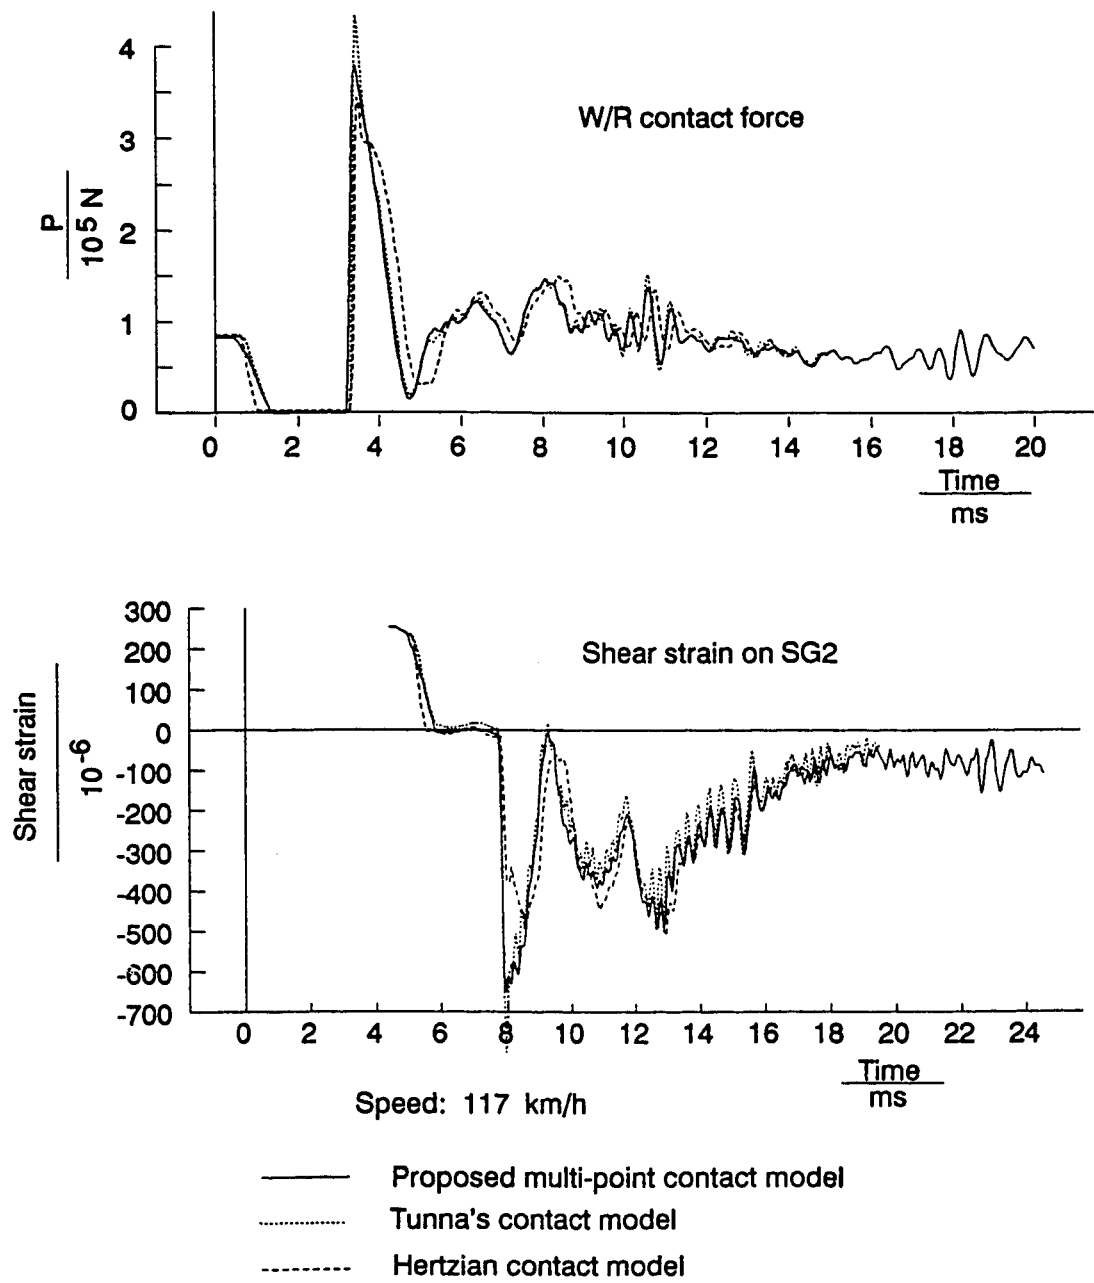 W/R contact force
P
10⁵ N
4
3
2
1
0
0 2 4 6 8 10 12 14 16 18 20
Time
ms
Shear strain on SG2
Shear strain
10⁻⁶
300
200
100
0
-100
-200
-300
-400
-500
-600
-700
0 2 4 6 8 10 12 14 16 18 20 22 24
Time
ms
Speed: 117 km/h
Proposed multi-point contact model
Tunna's contact model
Hertzian contact model